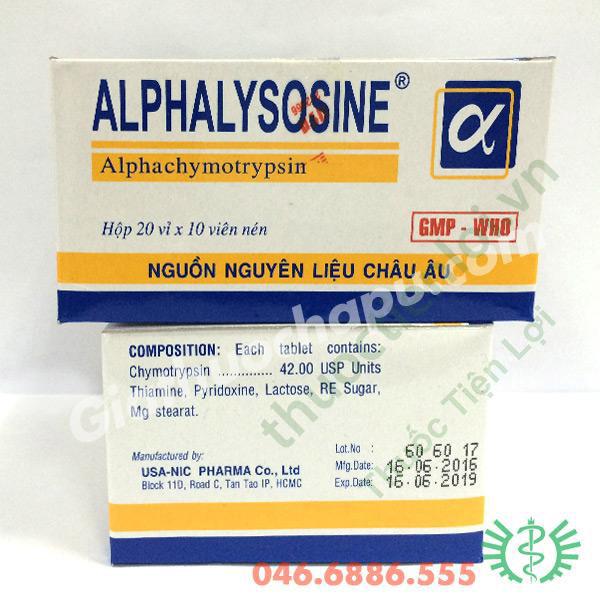 ALPHALYSOSINE®
α
Alphachymotrypsin
Hộp 20 vỉ x 10 viên nén
GMP - WHO
NGUỒN NGUYÊN LIỆU CHÂU ÂU
COMPOSITION: Each tablet contains:
Chymotrypsin .............. 42.00 USP Units
Thiamine, Pyridoxine, Lactose, RE Sugar,
Mg stearat.
Manufactured by:
USA-NIC PHARMA Co., Ltd
Block 11D, Road C, Tan Tao IP, HCMC
Lot.No : 60 60 17
Mfg.Date: 16·06·2016
Exp.Date: 16·06·2019
Thuốc Tiện Lợi
046.6886.555